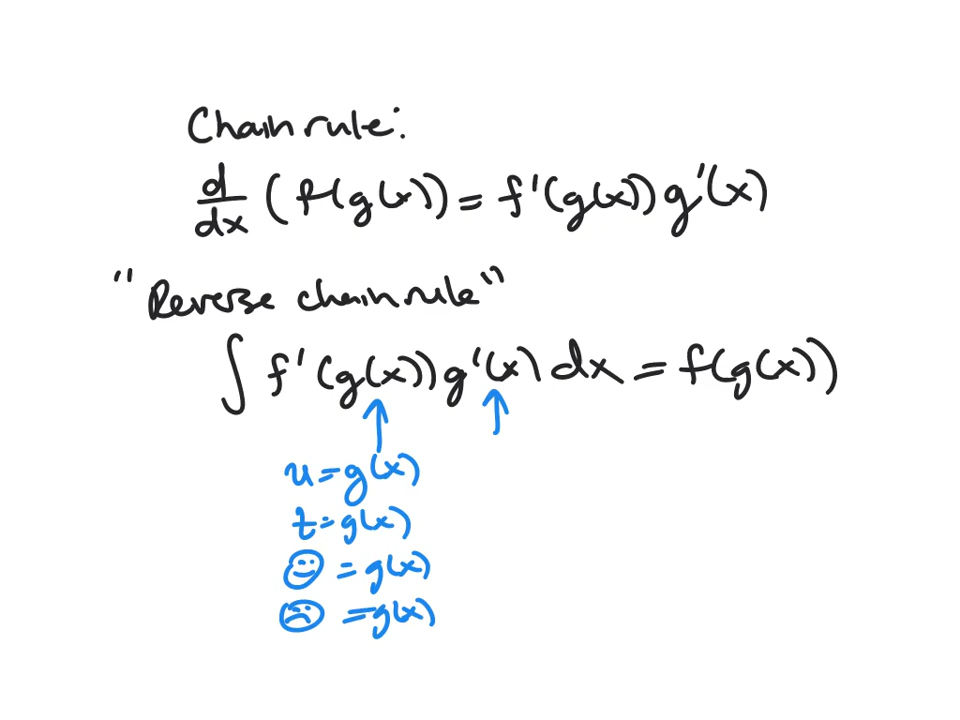 Chain rule:
d/dx (f(g(x)) = f'(g(x)) g'(x)
"Reverse chain rule"
∫ f'(g(x)) g'(x) dx = f(g(x))
↑ ↑
u = g(x)
t = g(x)
☺ = g(x)
☹ = g(x)